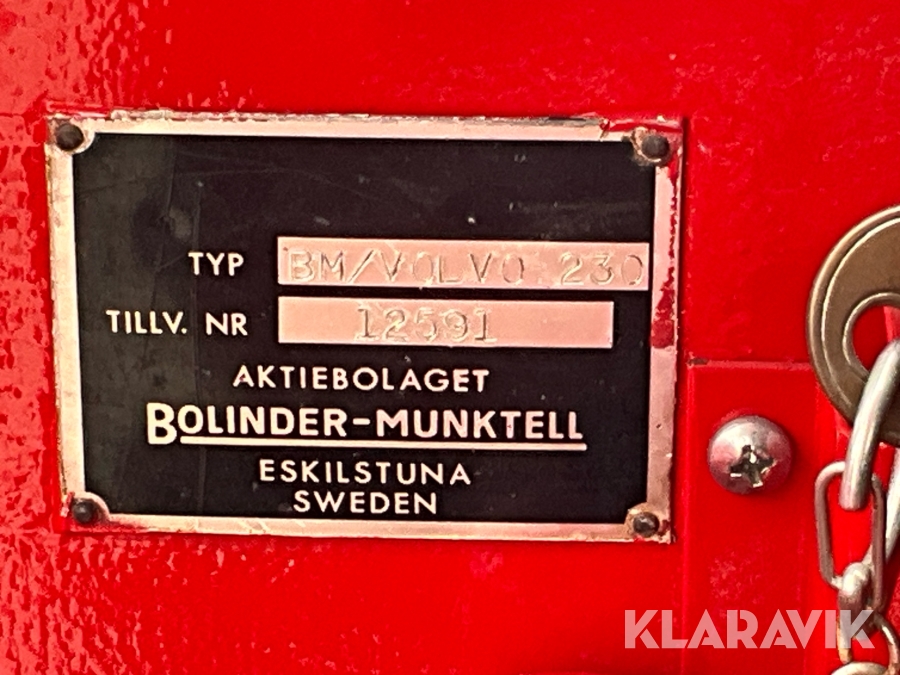 TYP BM/VOLVO 230
TILLV. NR 12591
AKTIEBOLAGET
BOLINDER-MUNKTELL
ESKILSTUNA
SWEDEN
KLARAVIK